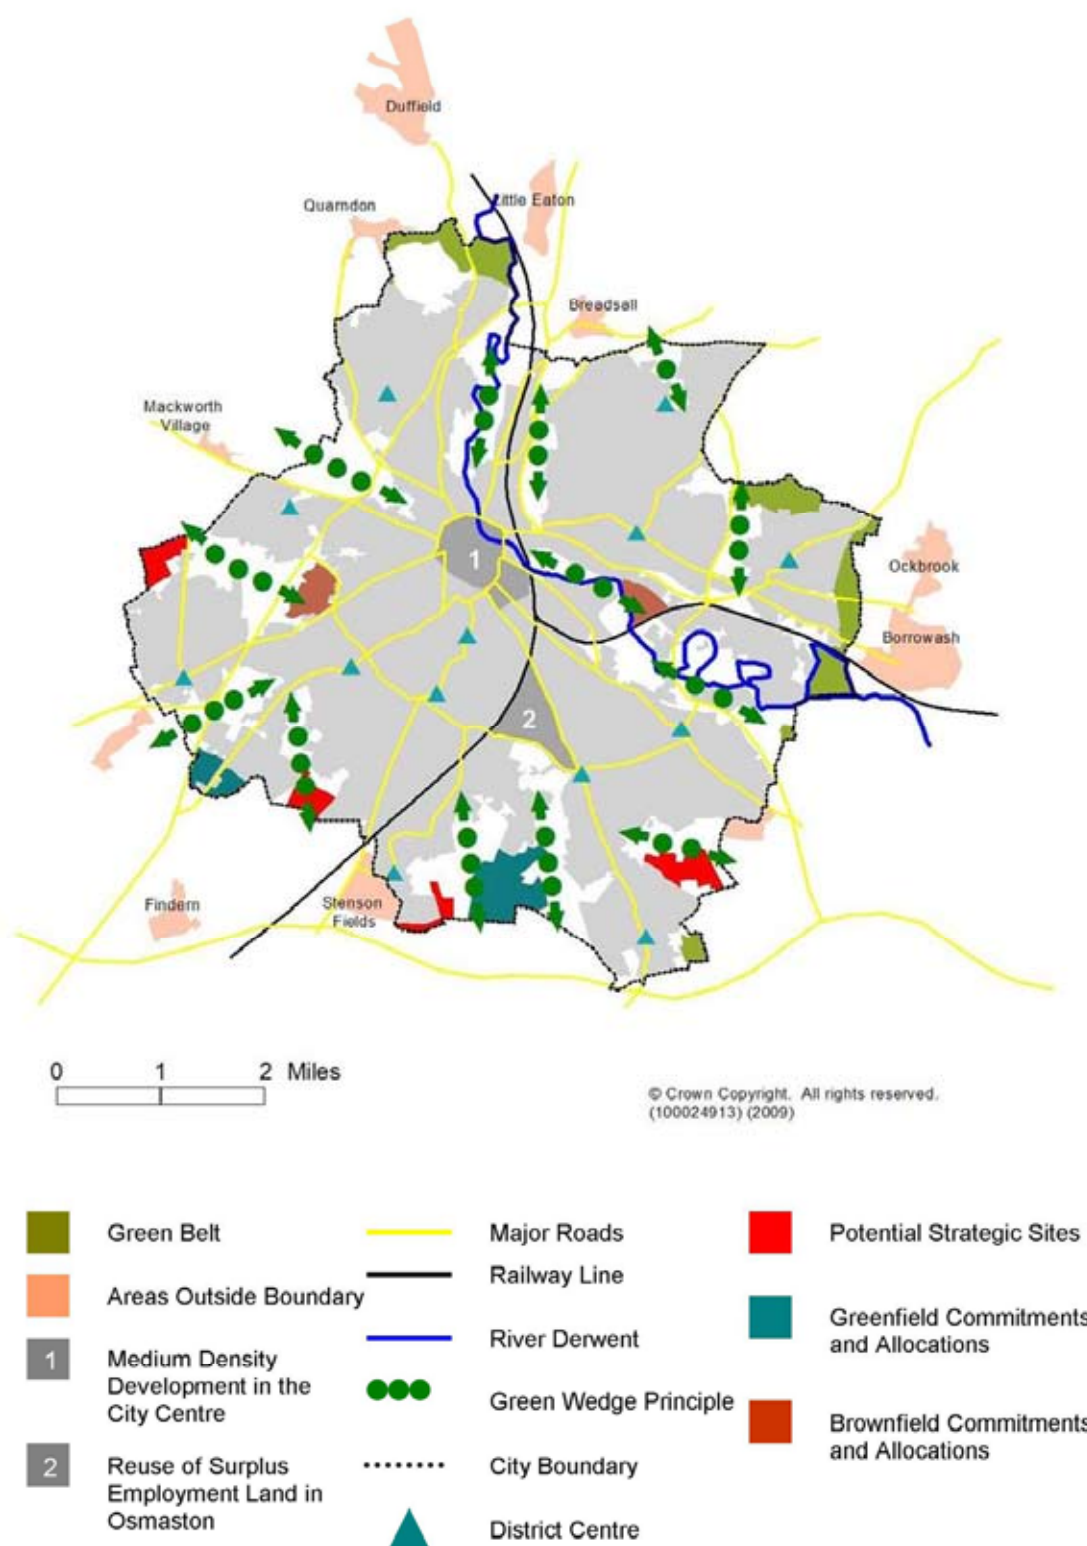 Duffield
Little Eaton
Quarndon
Breadsall
Mackworth
Village
1
Ockbrook
Borrowash
2
Findern
Stenson
Fields
0 1 2 Miles
© Crown Copyright. All rights reserved.
(100024913) (2009)
Green Belt
Areas Outside Boundary
1
Medium Density
Development in the
City Centre
2
Reuse of Surplus
Employment Land in
Osmaston
Major Roads
Railway Line
River Derwent
Green Wedge Principle
City Boundary
District Centre
Potential Strategic Sites
Greenfield Commitments
and Allocations
Brownfield Commitments
and Allocations